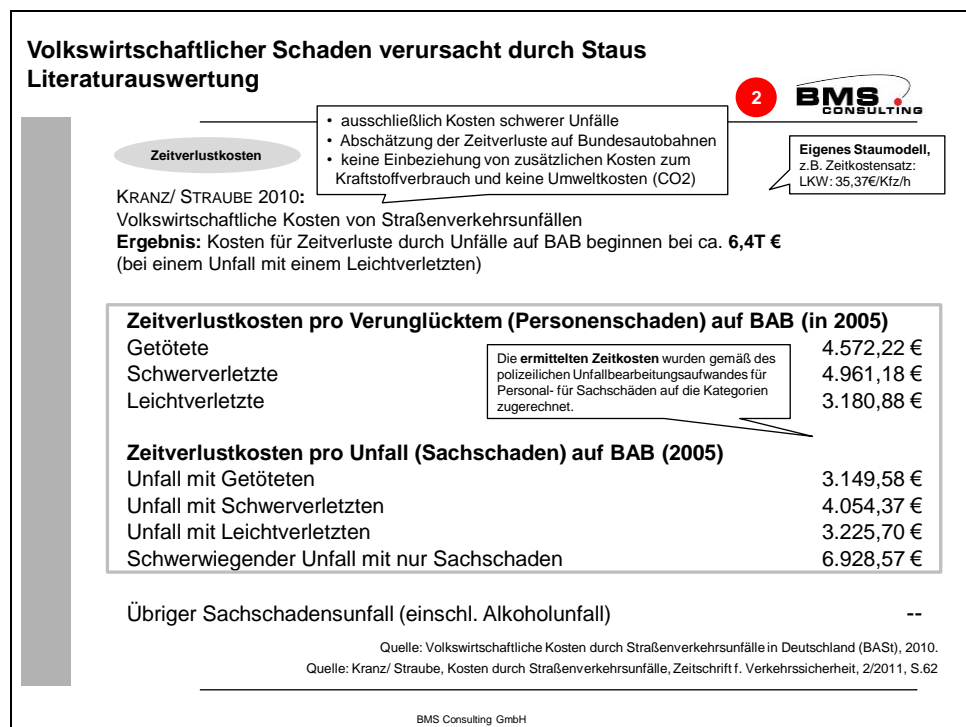 Volkswirtschaftlicher Schaden verursacht durch Staus
Literaturauswertung
2
BMS
CONSULTING
• ausschließlich Kosten schwerer Unfälle
• Abschätzung der Zeitverluste auf Bundesautobahnen
• keine Einbeziehung von zusätzlichen Kosten zum
Kraftstoffverbrauch und keine Umweltkosten (CO2)
Eigenes Staumodell,
z.B. Zeitkostensatz:
LKW: 35,37€/Kfz/h
Zeitverlustkosten
KRANZ/ STRAUBE 2010:
Volkswirtschaftliche Kosten von Straßenverkehrsunfällen
Ergebnis: Kosten für Zeitverluste durch Unfälle auf BAB beginnen bei ca. 6,4T €
(bei einem Unfall mit einem Leichtverletzten)
Zeitverlustkosten pro Verunglücktem (Personenschaden) auf BAB (in 2005)
Getötete 4.572,22 €
Schwerverletzte 4.961,18 €
Leichtverletzte 3.180,88 €
Die ermittelten Zeitkosten wurden gemäß des
polizeilichen Unfallbearbeitungsaufwandes für
Personal- für Sachschäden auf die Kategorien
zugerechnet.
Zeitverlustkosten pro Unfall (Sachschaden) auf BAB (2005)
Unfall mit Getöteten 3.149,58 €
Unfall mit Schwerverletzten 4.054,37 €
Unfall mit Leichtverletzten 3.225,70 €
Schwerwiegender Unfall mit nur Sachschaden 6.928,57 €
Übriger Sachschadensunfall (einschl. Alkoholunfall) --
Quelle: Volkswirtschaftliche Kosten durch Straßenverkehrsunfälle in Deutschland (BASt), 2010.
Quelle: Kranz/ Straube, Kosten durch Straßenverkehrsunfälle, Zeitschrift f. Verkehrssicherheit, 2/2011, S.62
BMS Consulting GmbH